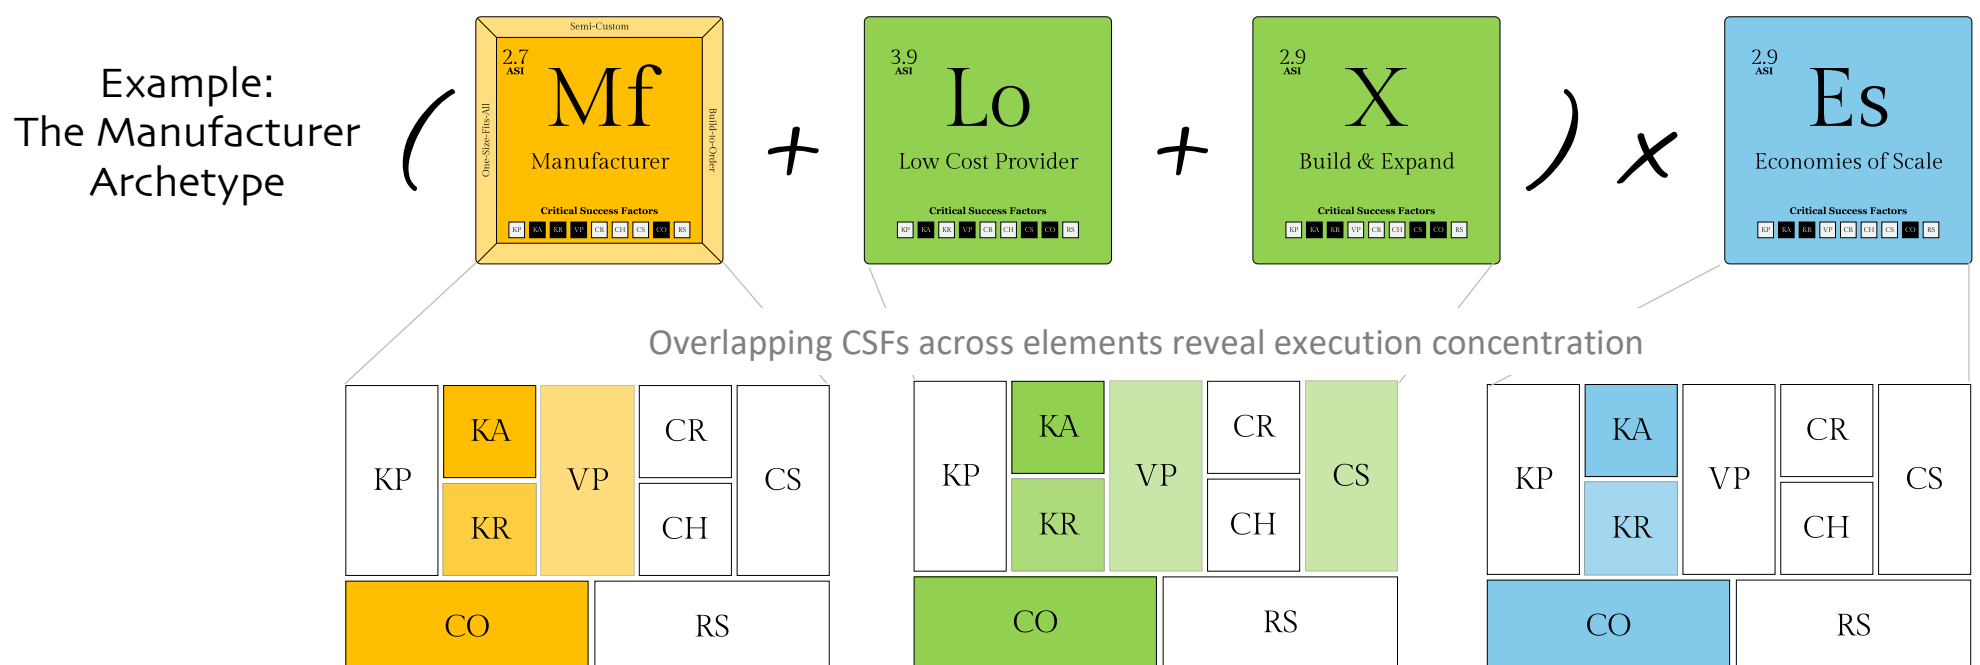 Example:
The Manufacturer
Archetype
(
Semi-Custom
One-Size-Fits-All
Build-to-Order
2.7
ASI
Mf
Manufacturer
Critical Success Factors
KP KA KR VP CR CH CS CO RS
+
3.9
ASI
Lo
Low Cost Provider
Critical Success Factors
KP KA KR VP CR CH CS CO RS
+
2.9
ASI
X
Build & Expand
Critical Success Factors
KP KA KR VP CR CH CS CO RS
)
x
2.9
ASI
Es
Economies of Scale
Critical Success Factors
KP KA KR VP CR CH CS CO RS
Overlapping CSFs across elements reveal execution concentration
KP
KA
KR
VP
CR
CH
CS
CO
RS
KP
KA
KR
VP
CR
CH
CS
CO
RS
KP
KA
KR
VP
CR
CH
CS
CO
RS